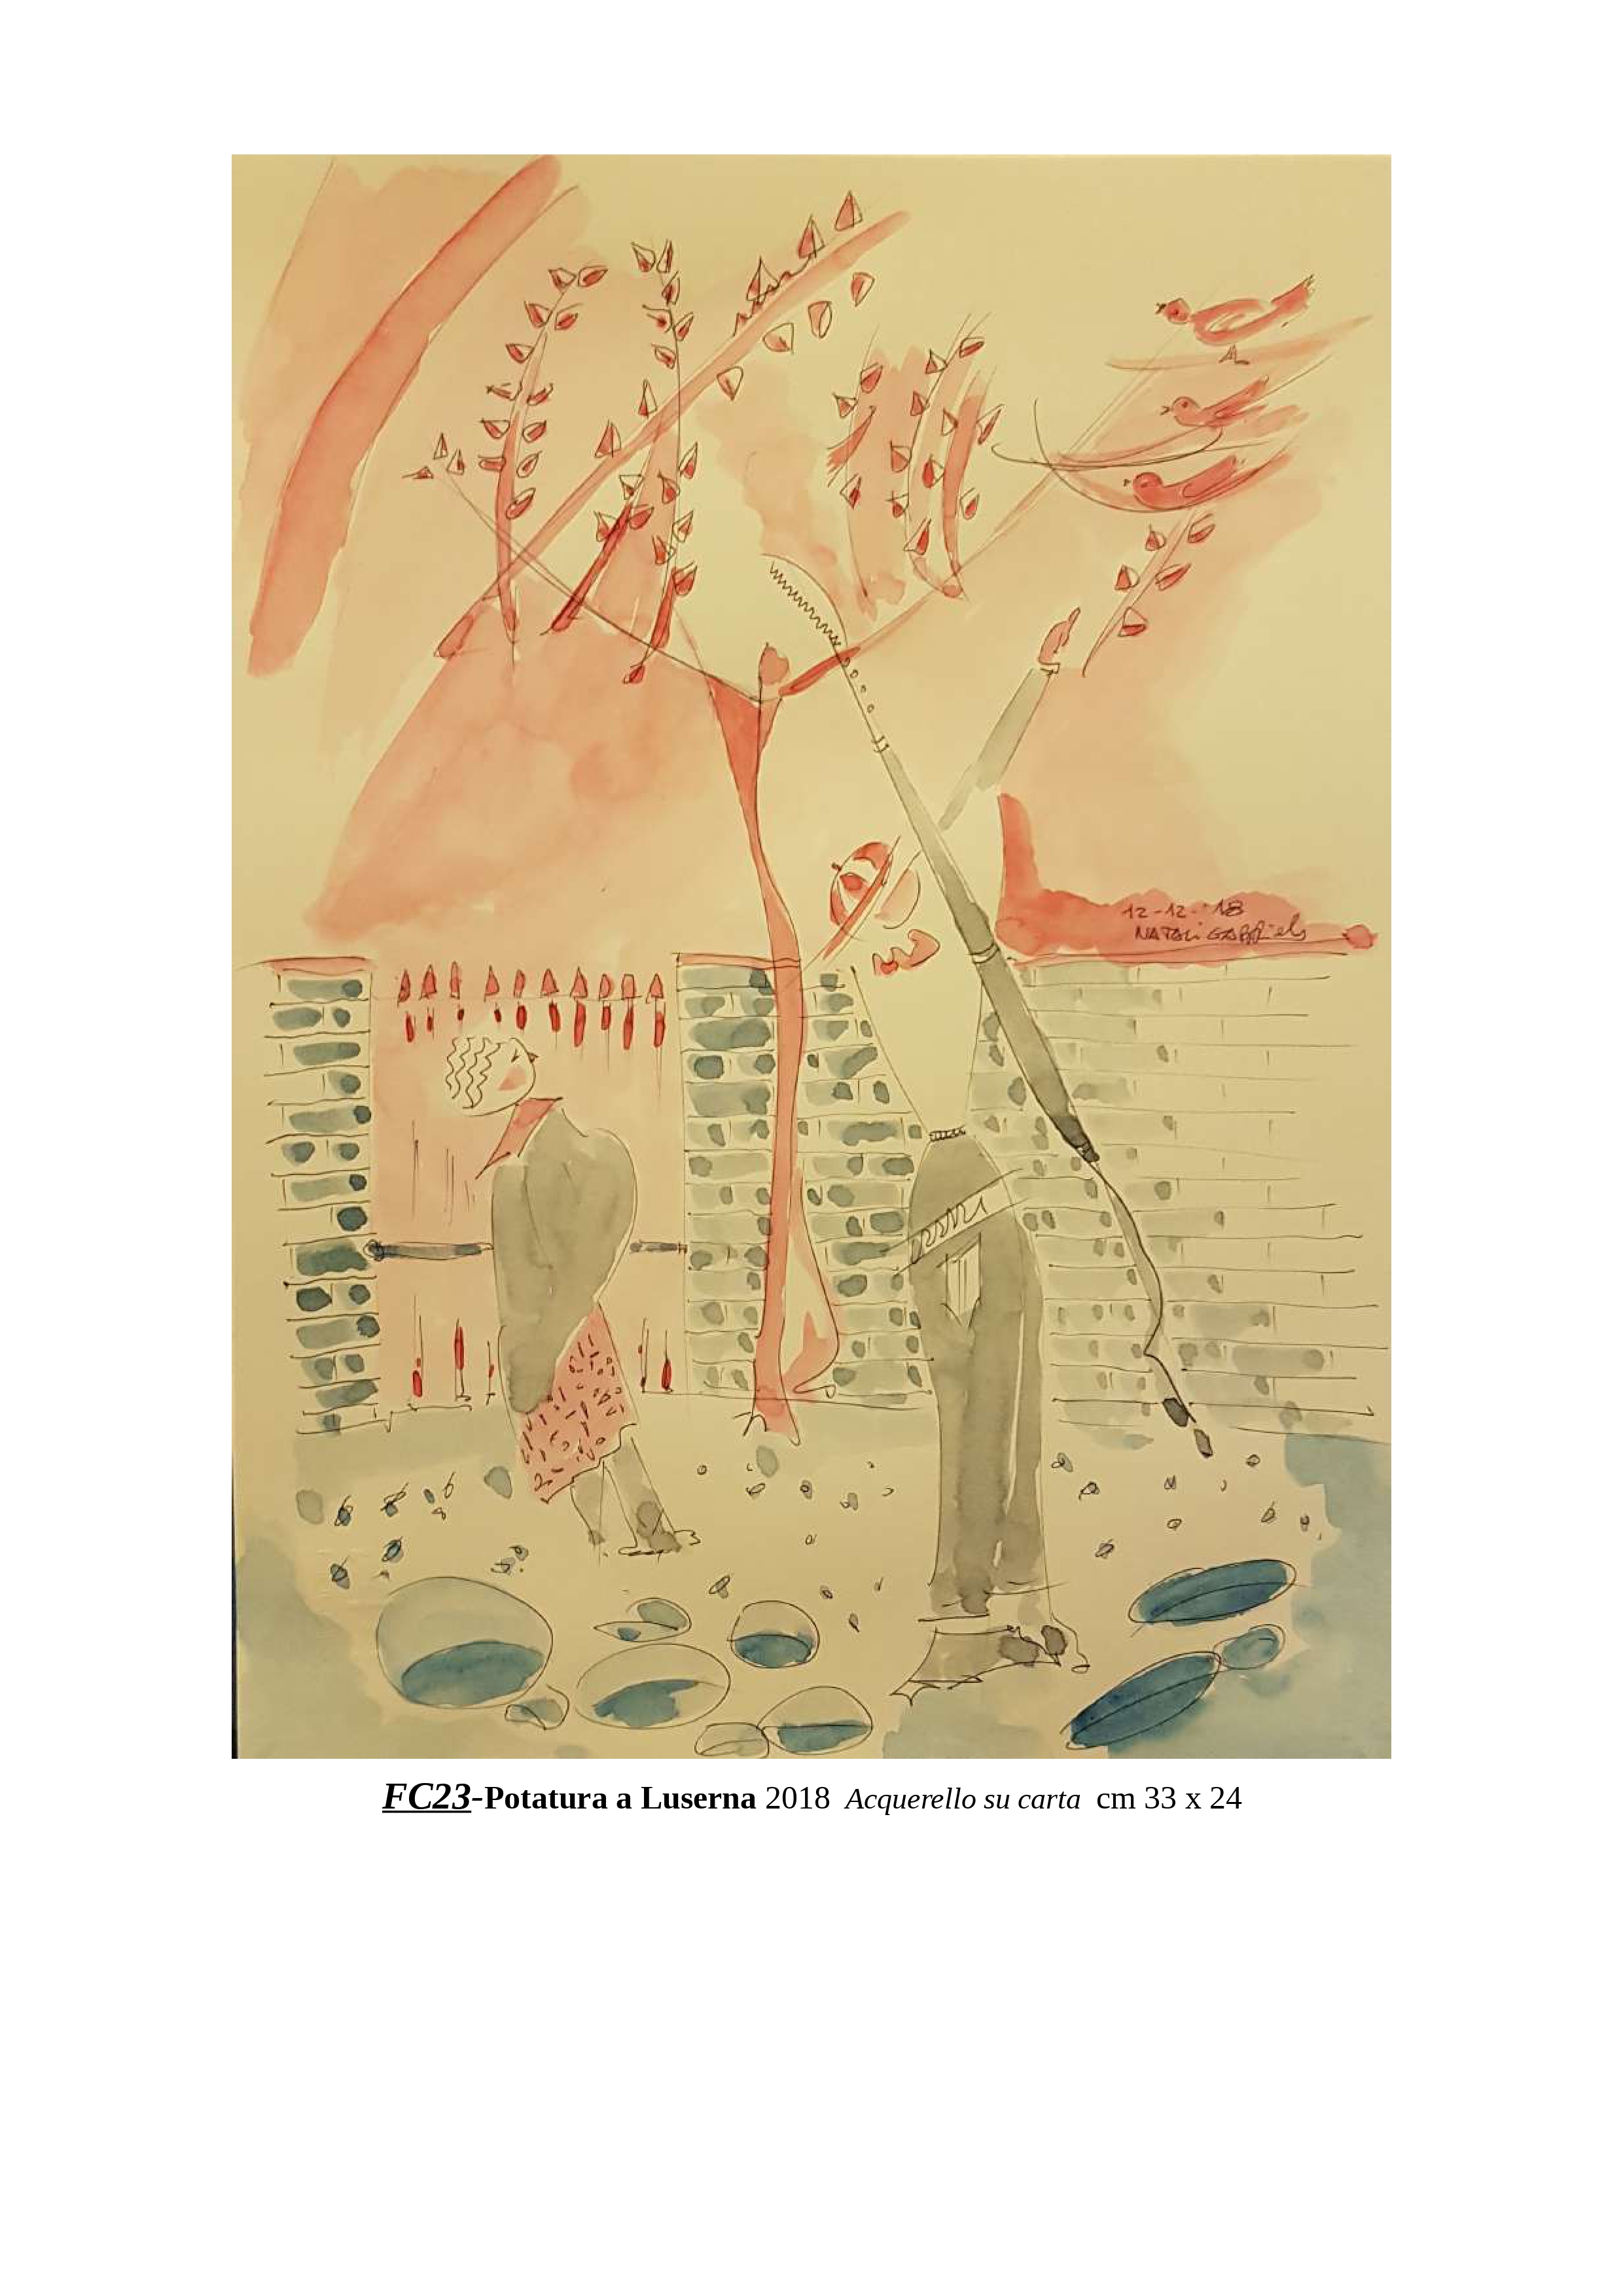 12-12-'18
NATALI GABRIELE
FC23-Potatura a Luserna 2018 Acquerello su carta cm 33 x 24